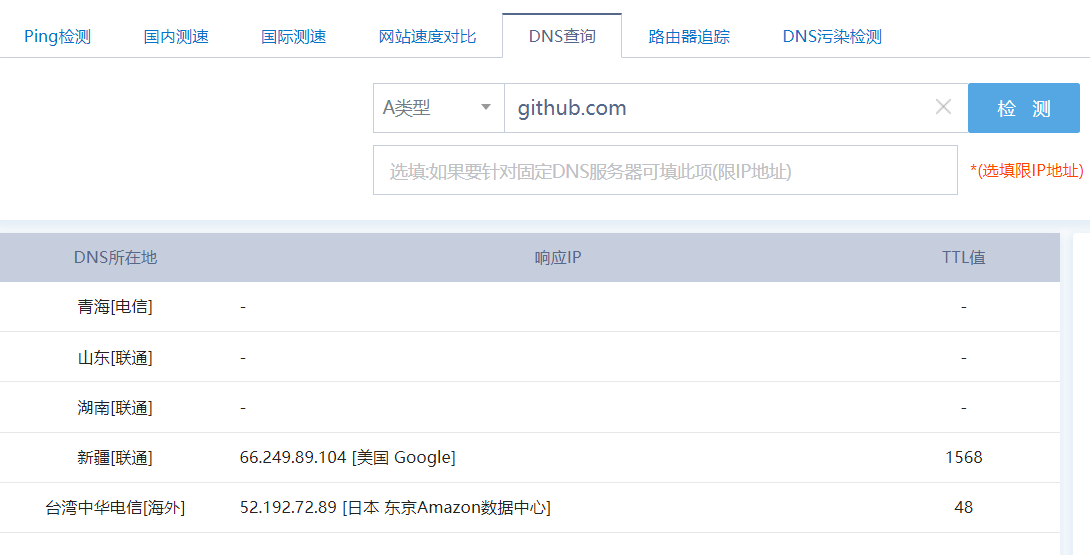 Ping检测 国内测速 国际测速 网站速度对比 DNS查询 路由器追踪 DNS污染检测
A类型 github.com 检 测
选填:如果要针对固定DNS服务器可填此项(限IP地址) *(选填限IP地址)
DNS所在地 响应IP TTL值
青海[电信] - -
山东[联通] - -
湖南[联通] - -
新疆[联通] 66.249.89.104 [美国 Google] 1568
台湾中华电信[海外] 52.192.72.89 [日本 东京Amazon数据中心] 48